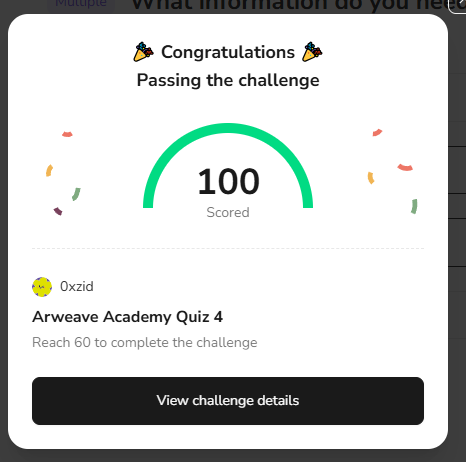 Multiple
What information do you need
Congratulations
Passing the challenge
100
Scored
0xzid
Arweave Academy Quiz 4
Reach 60 to complete the challenge
View challenge details